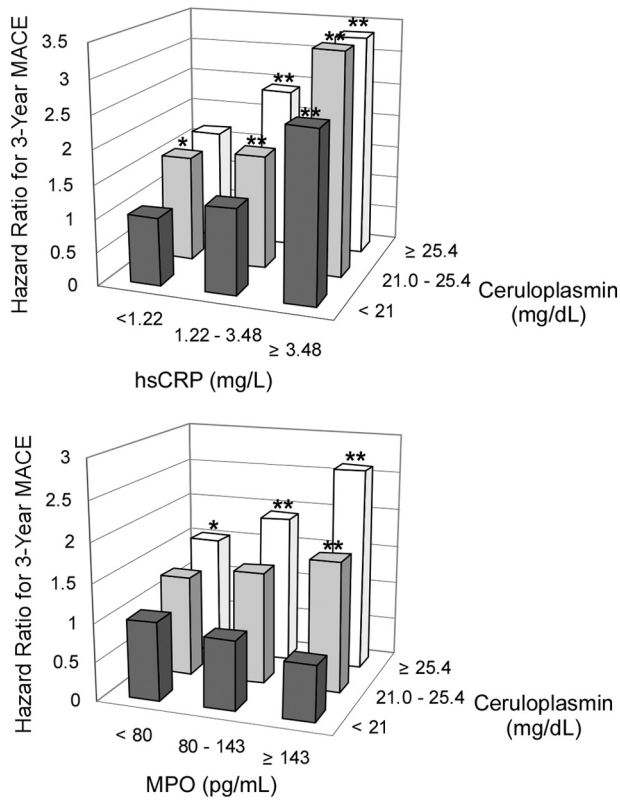 Hazard Ratio for 3-Year MACE
3.5
3
2.5
2
1.5
1
0.5
0
*
**
**
**
**
**
<1.22
1.22 - 3.48
≥ 3.48
hsCRP (mg/L)
≥ 25.4
21.0 - 25.4
< 21
Ceruloplasmin
(mg/dL)
Hazard Ratio for 3-Year MACE
3
2.5
2
1.5
1
0.5
0
*
**
**
**
< 80
80 - 143
≥ 143
MPO (pg/mL)
≥ 25.4
21.0 - 25.4
< 21
Ceruloplasmin
(mg/dL)